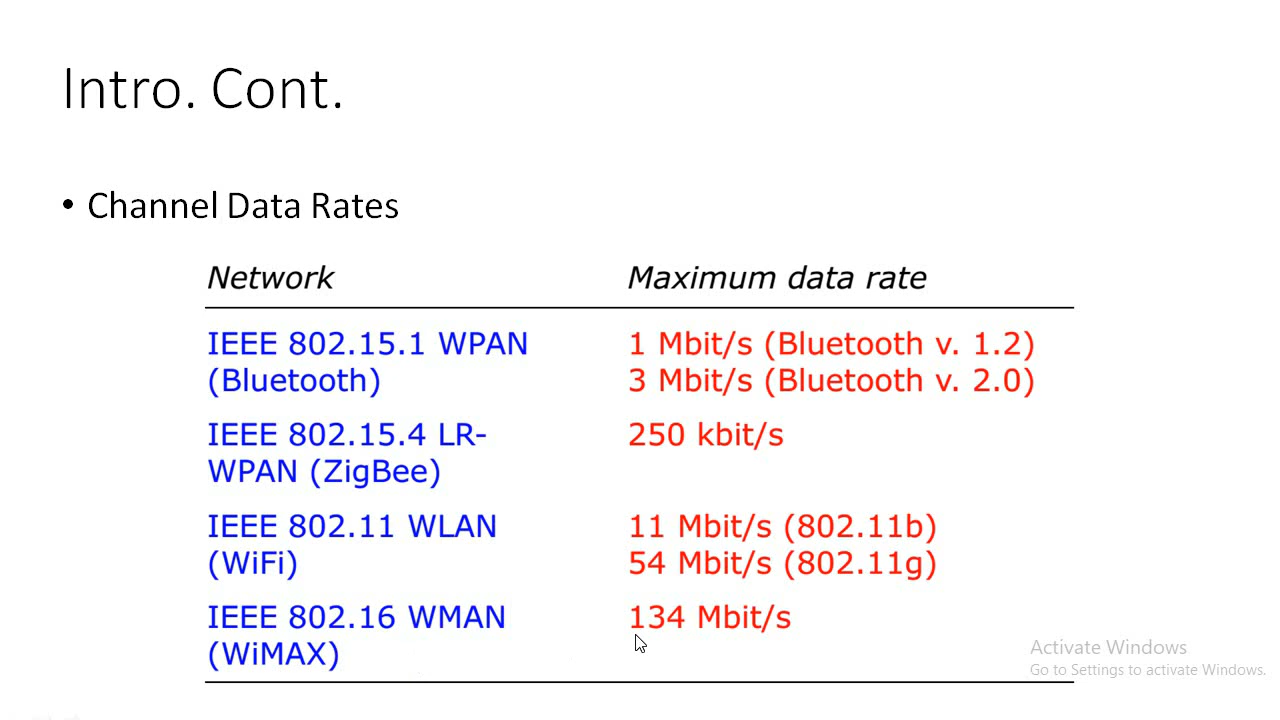 Intro. Cont.
• Channel Data Rates
Network Maximum data rate
IEEE 802.15.1 WPAN 1 Mbit/s (Bluetooth v. 1.2)
(Bluetooth) 3 Mbit/s (Bluetooth v. 2.0)
IEEE 802.15.4 LR- 250 kbit/s
WPAN (ZigBee)
IEEE 802.11 WLAN 11 Mbit/s (802.11b)
(WiFi) 54 Mbit/s (802.11g)
IEEE 802.16 WMAN 134 Mbit/s
(WiMAX)
Activate Windows
Go to Settings to activate Windows.